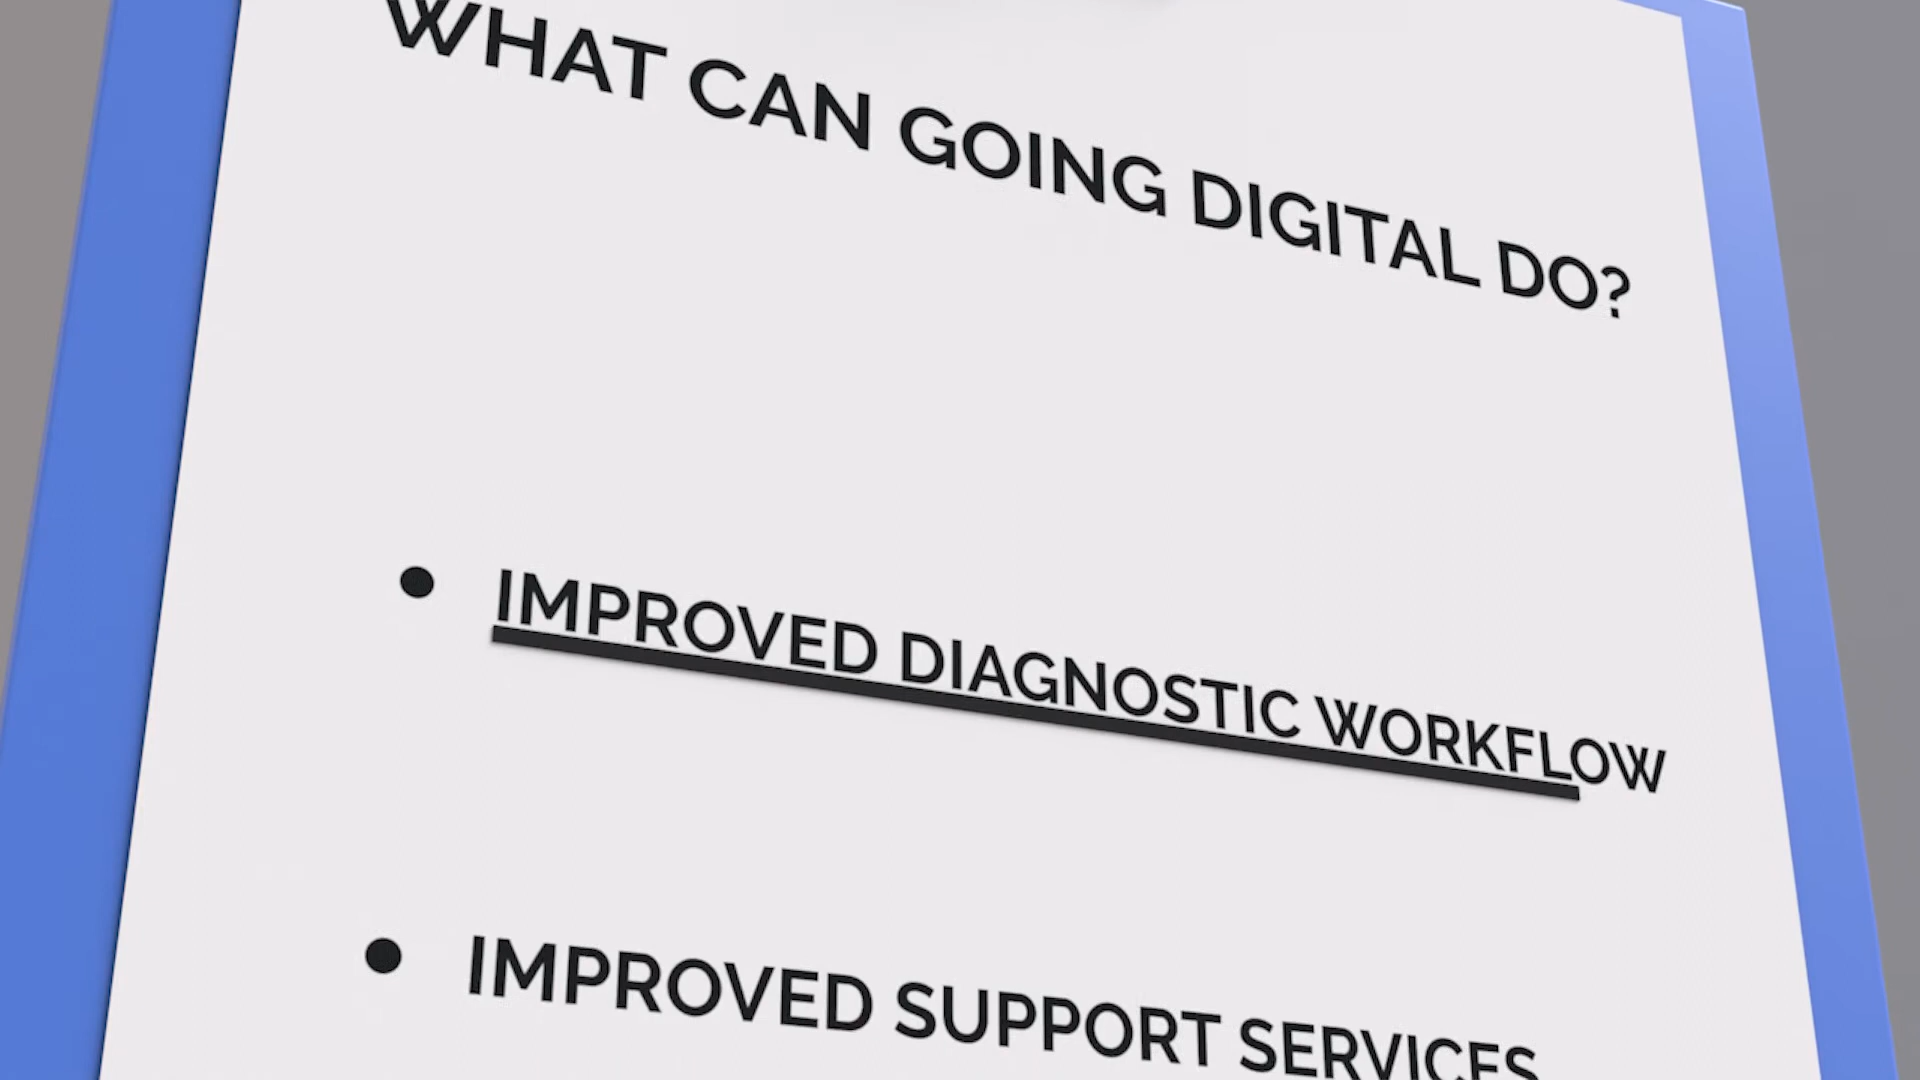 WHAT CAN GOING DIGITAL DO?
• IMPROVED DIAGNOSTIC WORKFLOW
• IMPROVED SUPPORT SERVICES